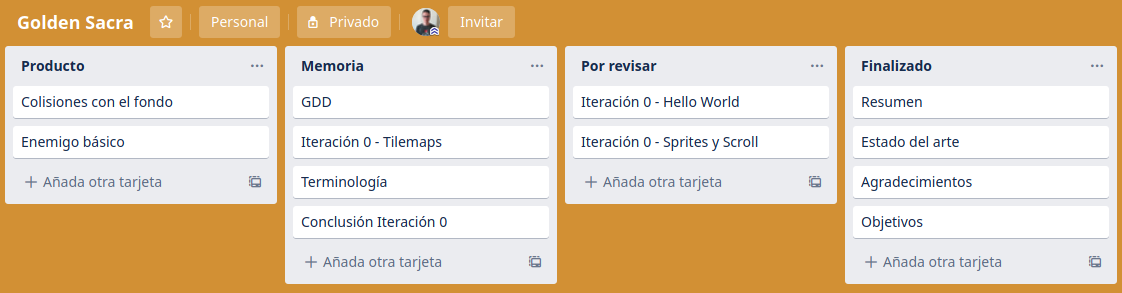 Golden Sacra
Personal
Privado
Invitar
Producto
Colisiones con el fondo
Enemigo básico
Añada otra tarjeta
Memoria
GDD
Iteración 0 - Tilemaps
Terminología
Conclusión Iteración 0
Añada otra tarjeta
Por revisar
Iteración 0 - Hello World
Iteración 0 - Sprites y Scroll
Añada otra tarjeta
Finalizado
Resumen
Estado del arte
Agradecimientos
Objetivos
Añada otra tarjeta